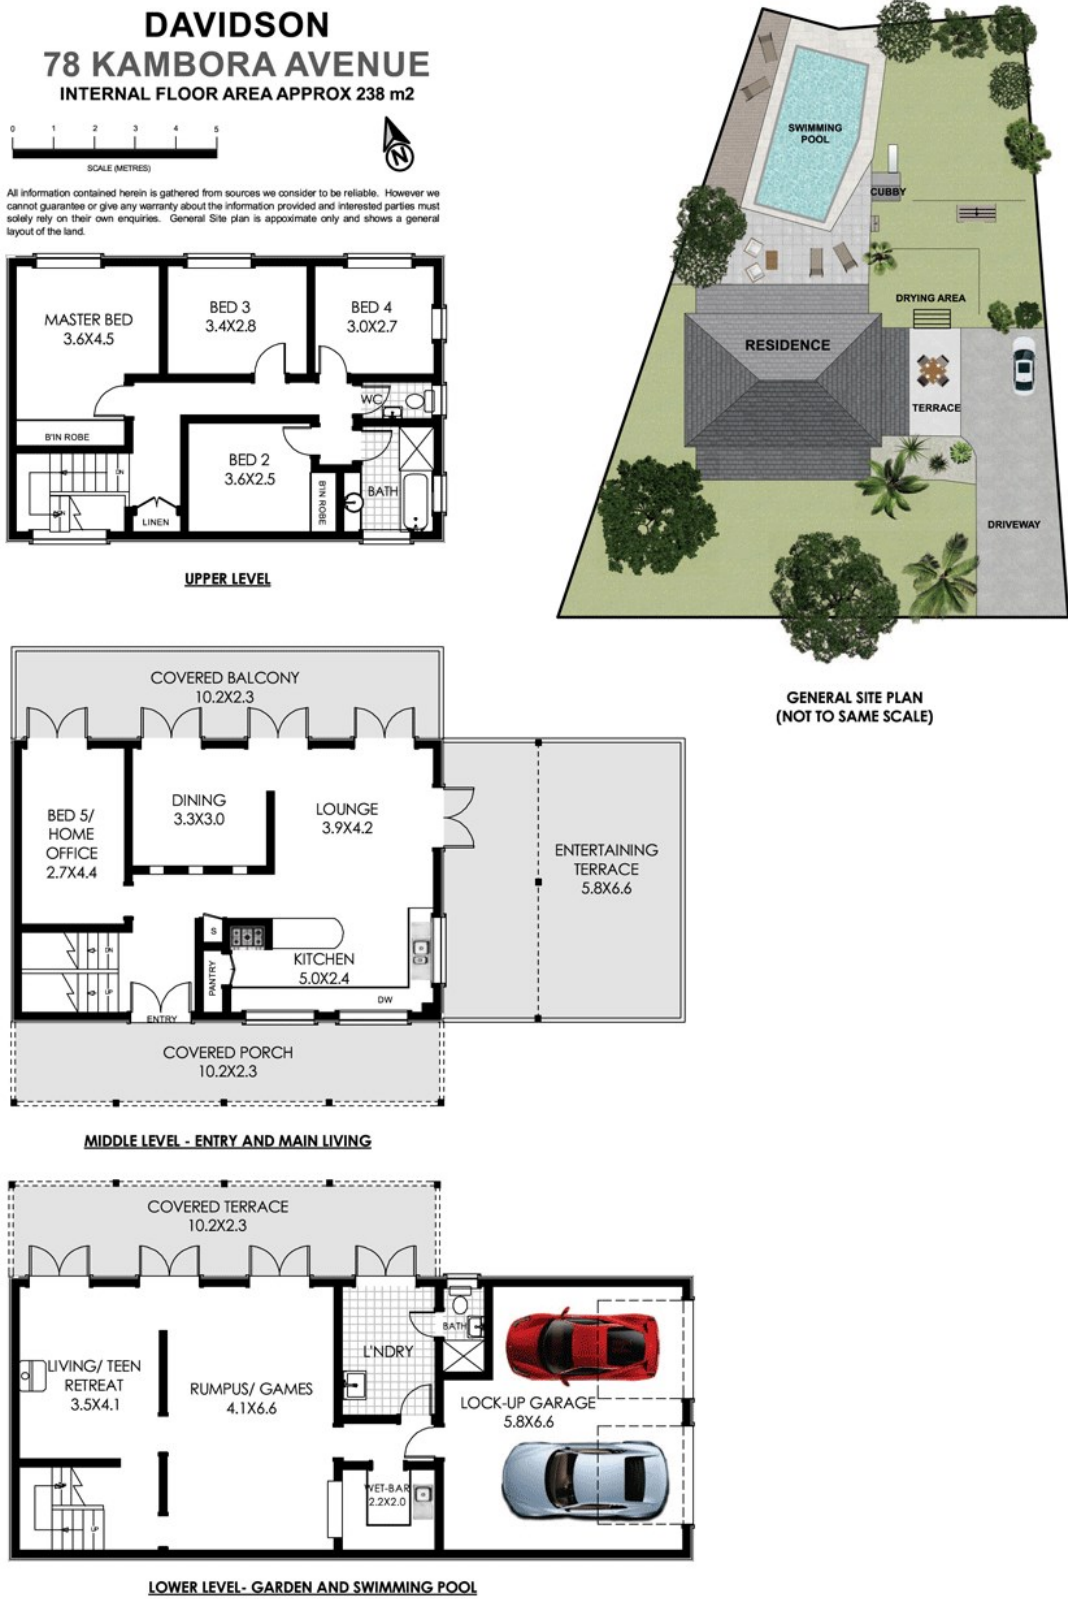 DAVIDSON
78 KAMBORA AVENUE
INTERNAL FLOOR AREA APPROX 238 m2
0 1 2 3 4 5
SCALE (METRES)
N
All information contained herein is gathered from sources we consider to be reliable. However we
cannot guarantee or give any warranty about the information provided and interested parties must
solely rely on their own enquiries. General Site plan is appoximate only and shows a general
layout of the land.
SWIMMING
POOL
CUBBY
DRYING AREA
RESIDENCE
TERRACE
DRIVEWAY
GENERAL SITE PLAN
(NOT TO SAME SCALE)
MASTER BED
3.6X4.5
BED 3
3.4X2.8
BED 4
3.0X2.7
WC
B'IN ROBE
BED 2
3.6X2.5
B'IN ROBE
BATH
DN
DN
LINEN
UPPER LEVEL
COVERED BALCONY
10.2X2.3
BED 5/
HOME
OFFICE
2.7X4.4
DINING
3.3X3.0
LOUNGE
3.9X4.2
ENTERTAINING
TERRACE
5.8X6.6
S
DN
UP
PANTRY
KITCHEN
5.0X2.4
DW
ENTRY
COVERED PORCH
10.2X2.3
MIDDLE LEVEL - ENTRY AND MAIN LIVING
COVERED TERRACE
10.2X2.3
LIVING/ TEEN
RETREAT
3.5X4.1
RUMPUS/ GAMES
4.1X6.6
L'NDRY
BATH
LOCK-UP GARAGE
5.8X6.6
WET-BAR
2.2X2.0
UP
LOWER LEVEL- GARDEN AND SWIMMING POOL